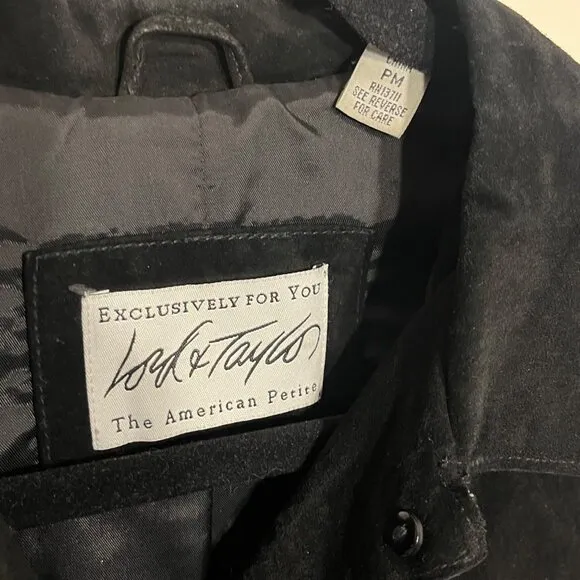 PM
RN13711
SEE REVERSE
FOR CARE
EXCLUSIVELY FOR YOU
Lord & Taylor
The American Petite